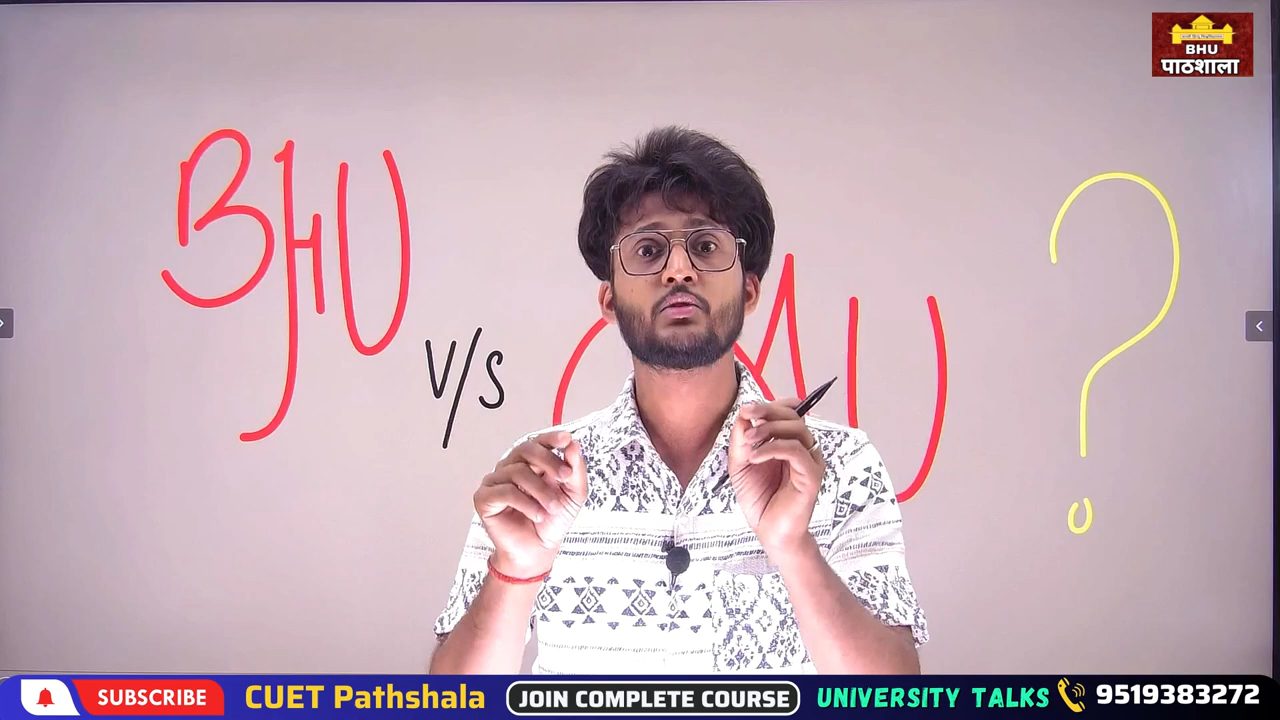 BHU
पाठशाला
BHU
V/S
?
SUBSCRIBE
CUET Pathshala
JOIN COMPLETE COURSE
UNIVERSITY TALKS
9519383272